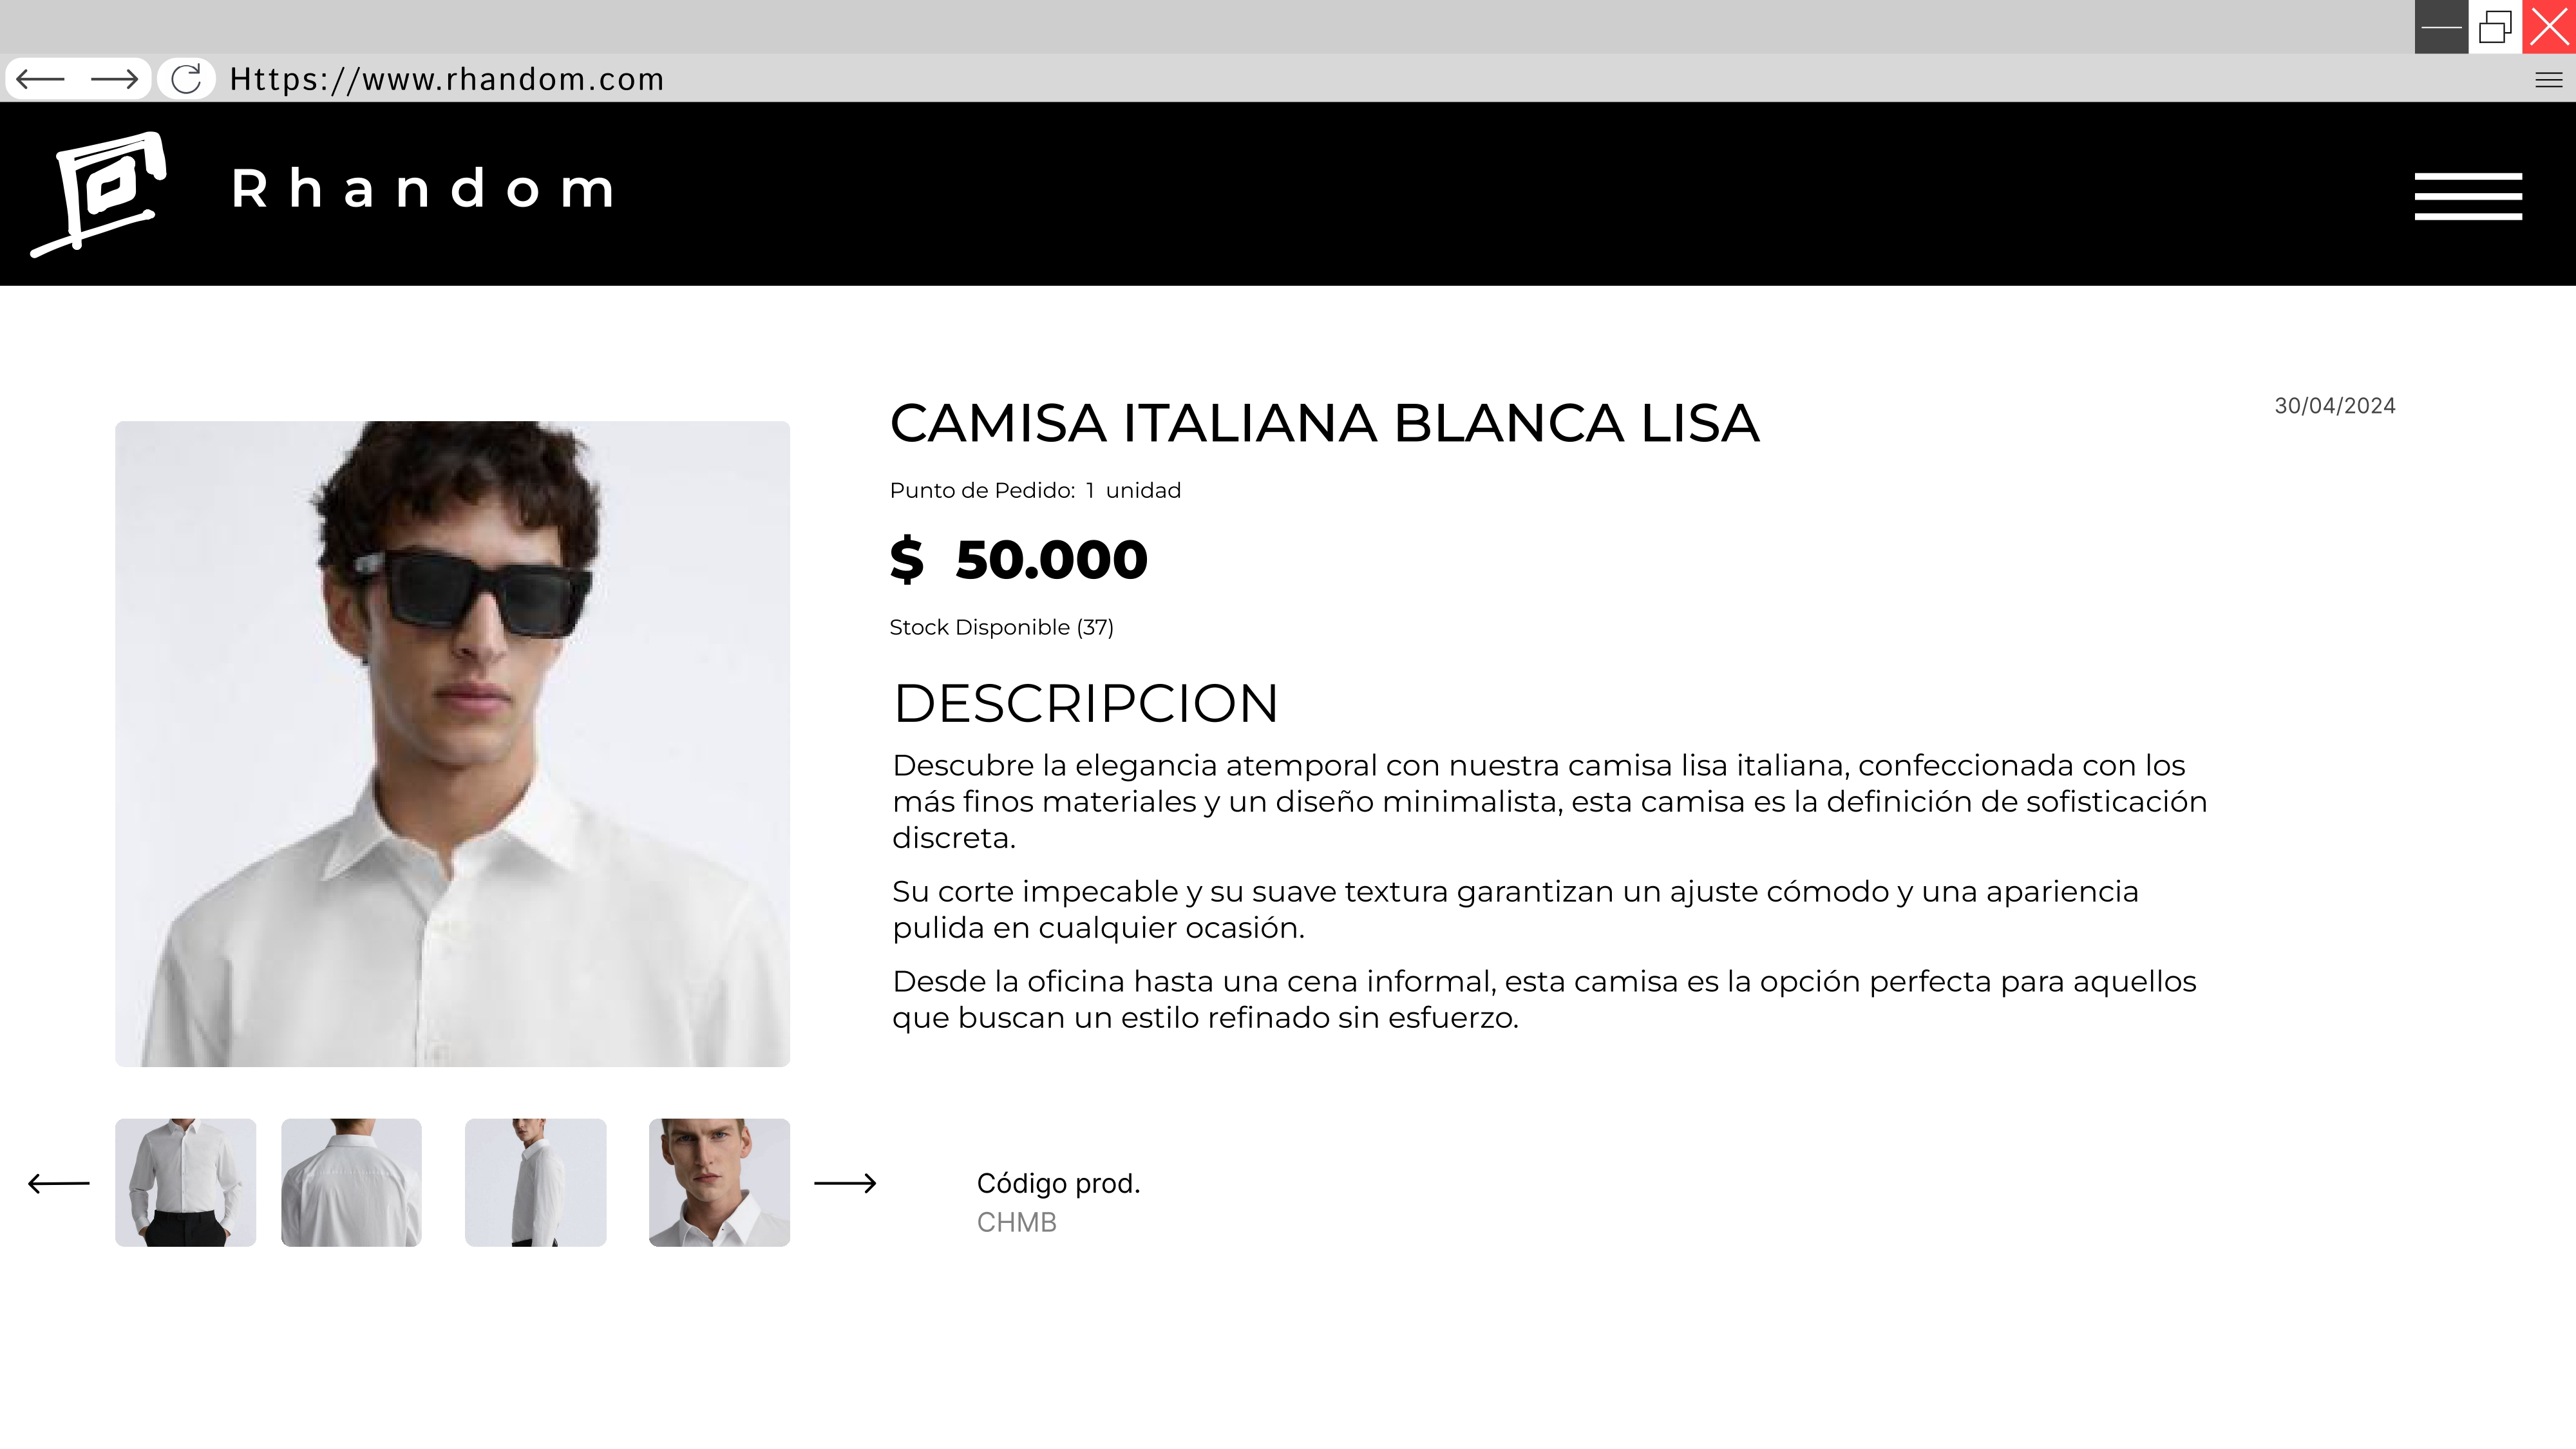 Https://www.rhandom.com
Rhandom
CAMISA ITALIANA BLANCA LISA
30/04/2024
Punto de Pedido: 1 unidad
$ 50.000
Stock Disponible (37)
DESCRIPCION
Descubre la elegancia atemporal con nuestra camisa lisa italiana, confeccionada con los
más finos materiales y un diseño minimalista, esta camisa es la definición de sofisticación
discreta.
Su corte impecable y su suave textura garantizan un ajuste cómodo y una apariencia
pulida en cualquier ocasión.
Desde la oficina hasta una cena informal, esta camisa es la opción perfecta para aquellos
que buscan un estilo refinado sin esfuerzo.
Código prod.
CHMB